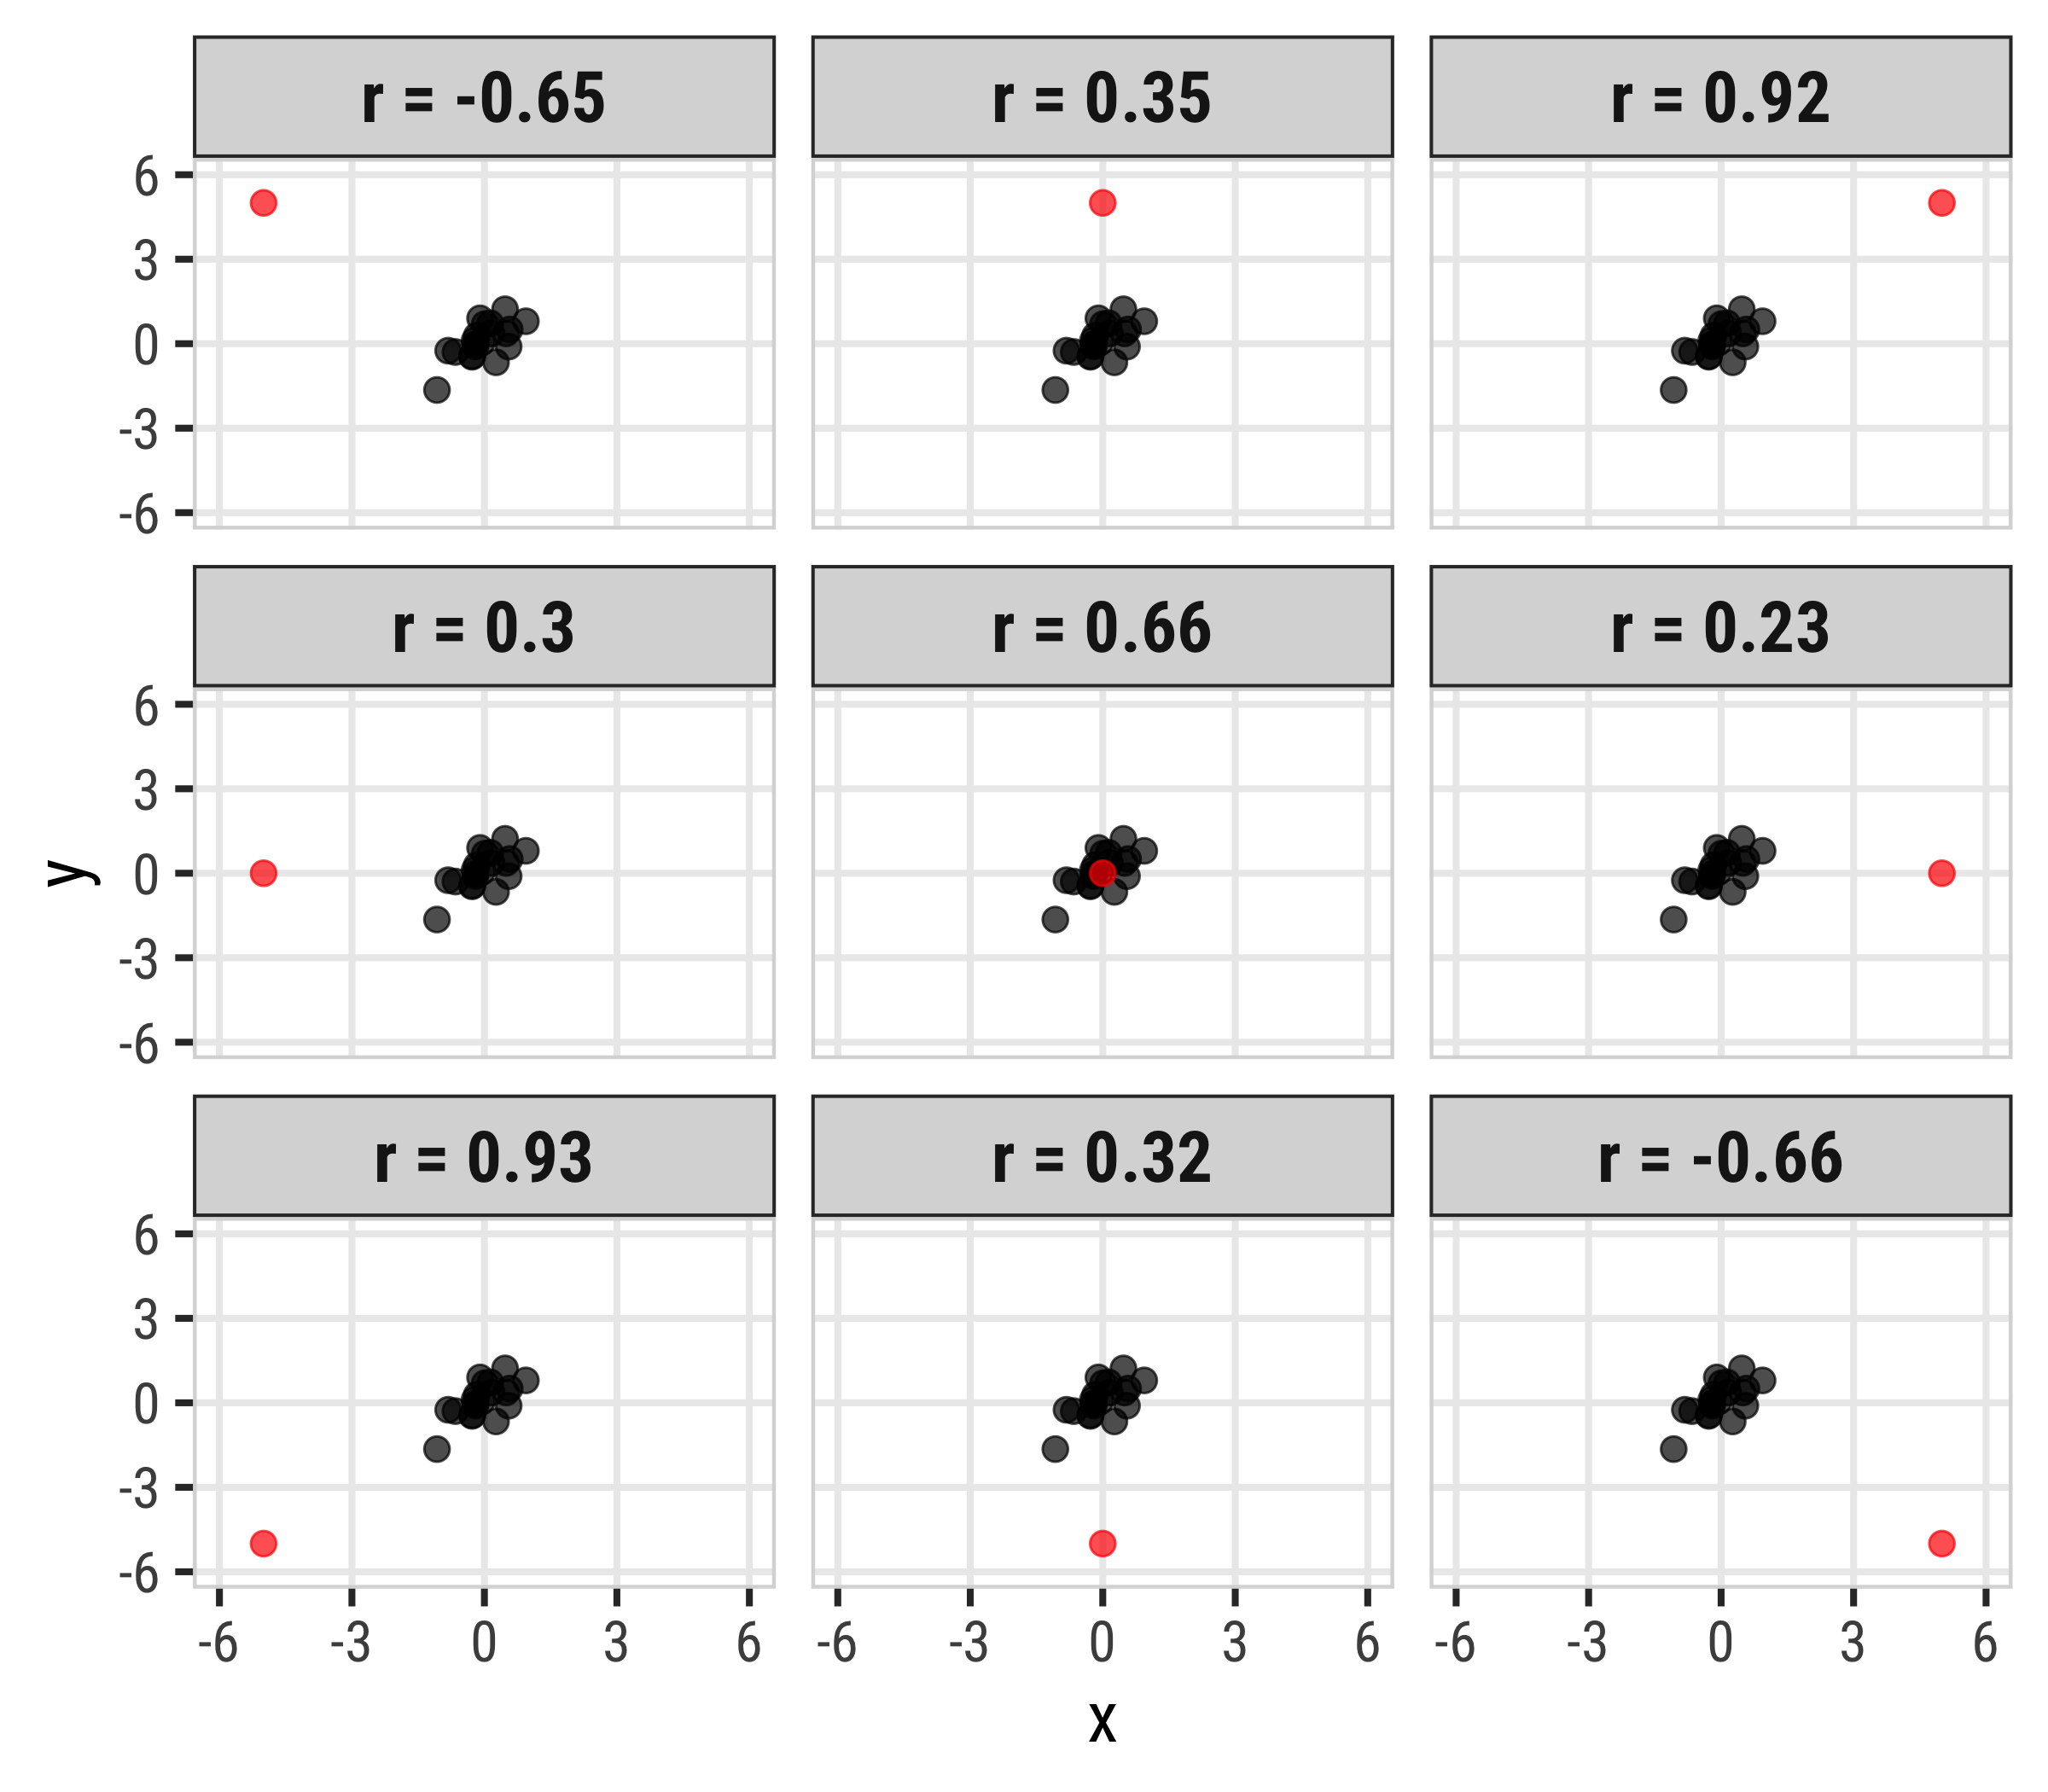 r = -0.65
r = 0.35
r = 0.92
6
3
0
-3
-6
r = 0.3
r = 0.66
r = 0.23
6
3
0
-3
-6
y
r = 0.93
r = 0.32
r = -0.66
6
3
0
-3
-6
-6 -3 0 3 6
-6 -3 0 3 6
-6 -3 0 3 6
x